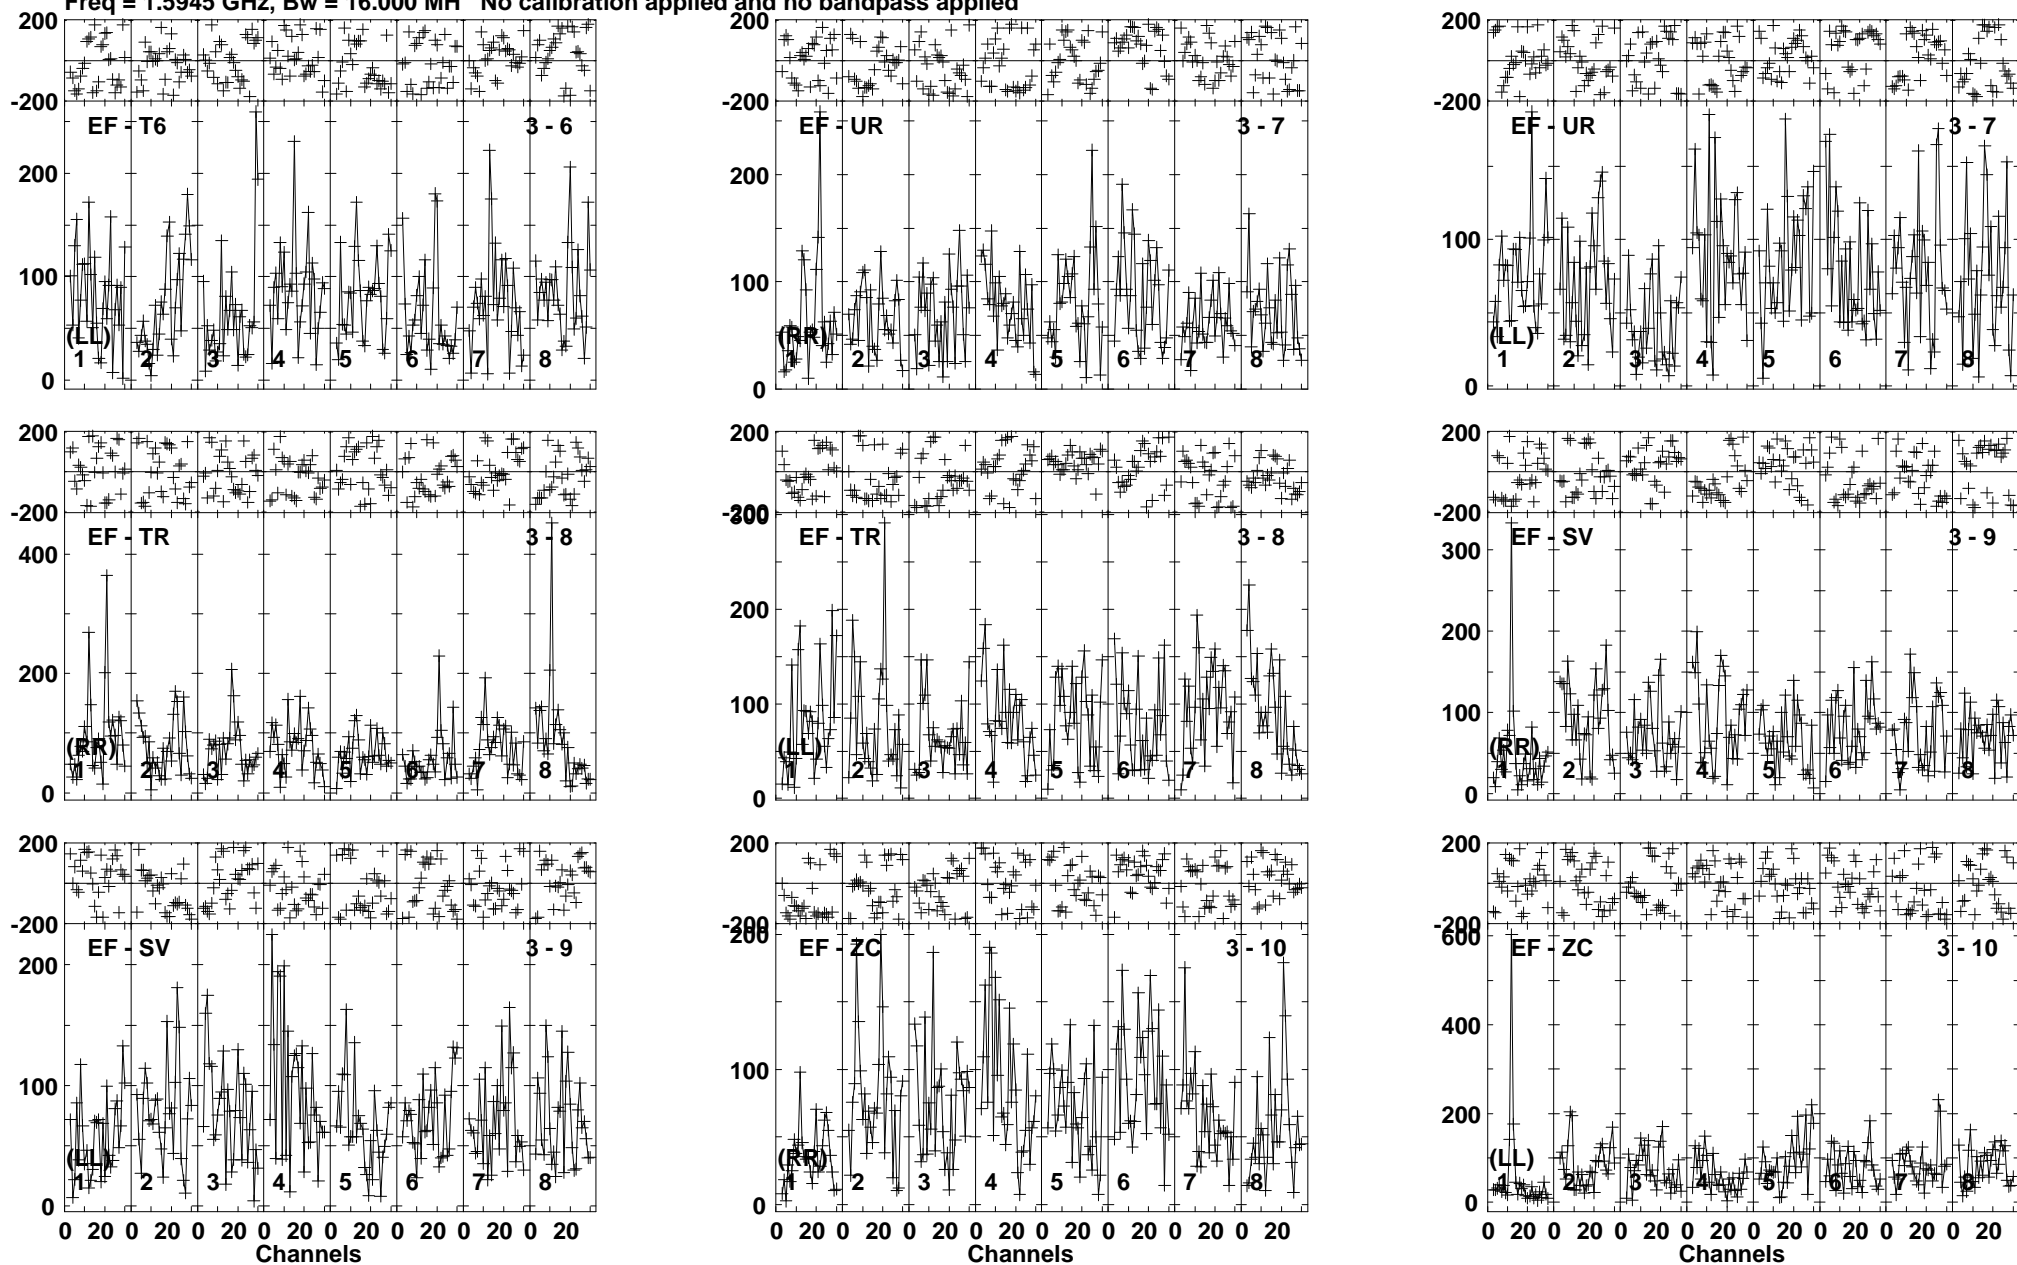 Freq = 1.5945 GHz, Bw = 16.000 MH No calibration applied and no bandpass applied
200 200 200
-200 -200 -200
EF - T6 3 - 6 EF - UR 3 - 7 EF - UR 3 - 7
200 200
100 100 100
(LL) (RR) (LL)
1 2 3 4 5 6 7 8 1 2 3 4 5 6 7 8 1 2 3 4 5 6 7 8
0 0 0
200 200 200
-200 -200 -200
300
EF - TR 3 - 8 EF - TR 3 - 8 EF - SV 3 - 9
400 300
200 200 200
100 100
(RR) (LL) (RR)
1 2 3 4 5 6 7 8 1 2 3 4 5 6 7 8 1 2 3 4 5 6 7 8
0 0 0
200 200 200
-200 -200 -200
200 600
EF - SV 3 - 9 EF - ZC 3 - 10 EF - ZC 3 - 10
200 400
100 100 200
(LL) (RR) (LL)
1 2 3 4 5 6 7 8 1 2 3 4 5 6 7 8 1 2 3 4 5 6 7 8
0 0 0
0 20 0 20 0 20 0 20 0 20 0 20 0 20 0 20 0 20 0 20 0 20 0 20 0 20 0 20 0 20 0 20 0 20 0 20 0 20 0 20 0 20 0 20 0 20 0 20
Channels Channels Channels